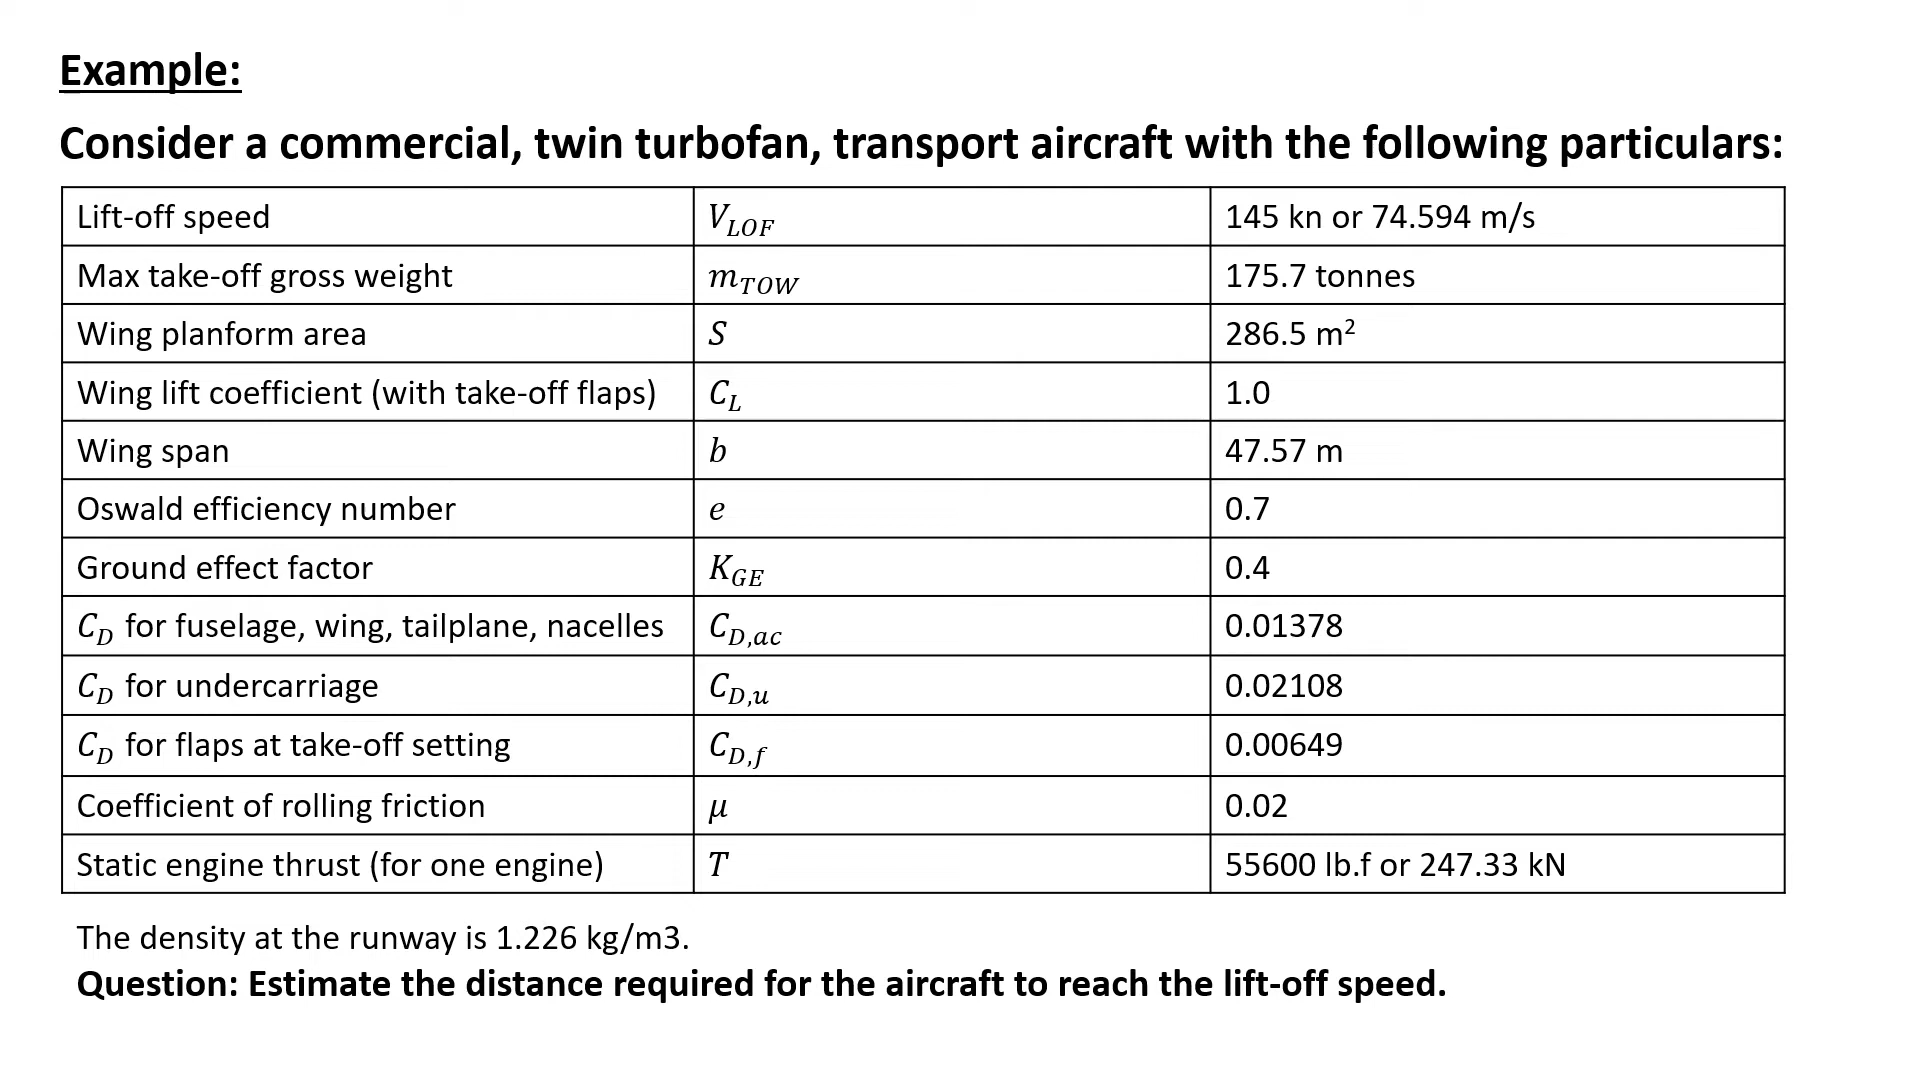 Example:
Consider a commercial, twin turbofan, transport aircraft with the following particulars:
Lift-off speed V_LOF 145 kn or 74.594 m/s
Max take-off gross weight m_TOW 175.7 tonnes
Wing planform area S 286.5 m²
Wing lift coefficient (with take-off flaps) C_L 1.0
Wing span b 47.57 m
Oswald efficiency number e 0.7
Ground effect factor K_GE 0.4
C_D for fuselage, wing, tailplane, nacelles C_D,ac 0.01378
C_D for undercarriage C_D,u 0.02108
C_D for flaps at take-off setting C_D,f 0.00649
Coefficient of rolling friction μ 0.02
Static engine thrust (for one engine) T 55600 lb.f or 247.33 kN
The density at the runway is 1.226 kg/m3.
Question: Estimate the distance required for the aircraft to reach the lift-off speed.